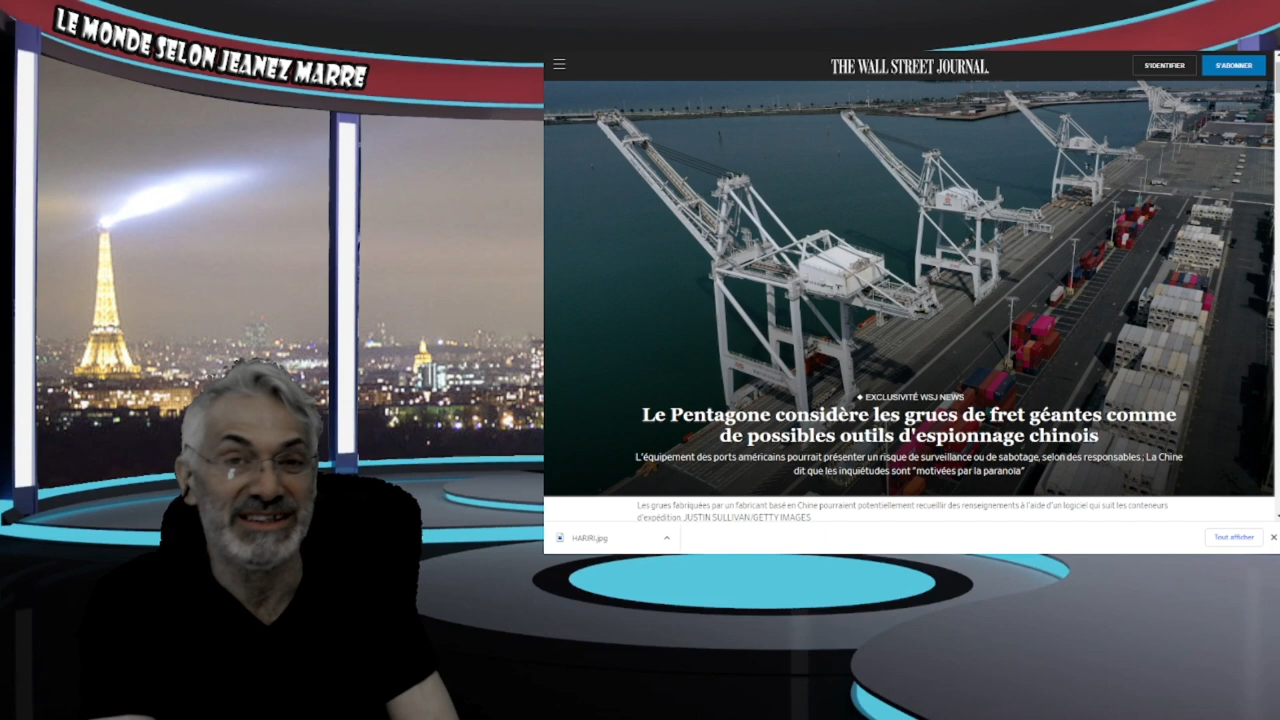 LE MONDE SELON JEANEZ MARRE
THE WALL STREET JOURNAL.
S'IDENTIFIER
S'ABONNER
◆ EXCLUSIVITÉ WSJ NEWS
Le Pentagone considère les grues de fret géantes comme
de possibles outils d'espionnage chinois
L'équipement des ports américains pourrait présenter un risque de surveillance ou de sabotage, selon des responsables ; La Chine
dit que les inquiétudes sont "motivées par la paranoïa"
Les grues fabriquées par un fabricant basé en Chine pourraient potentiellement recueillir des renseignements à l'aide d'un logiciel qui suit les conteneurs
d'expédition. JUSTIN SULLIVAN/GETTY IMAGES
HARIRI.jpg
Tout afficher